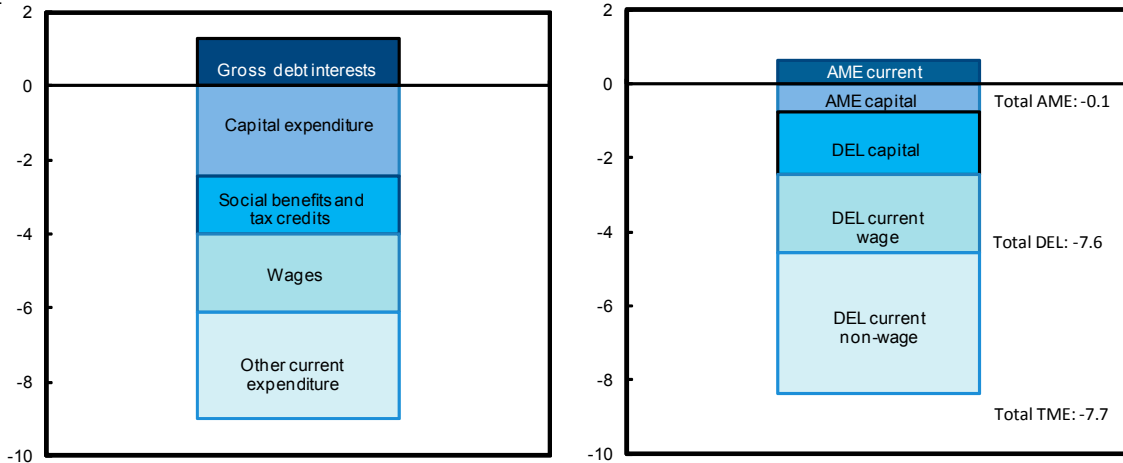 2
0
-2
-4
-6
-8
-10
Gross debt interests
Capital expenditure
Social benefits and
tax credits
Wages
Other current
expenditure
2
0
-2
-4
-6
-8
-10
AME current
AME capital
DEL capital
DEL current
wage
DEL current
non-wage
Total AME: -0.1
Total DEL: -7.6
Total TME: -7.7